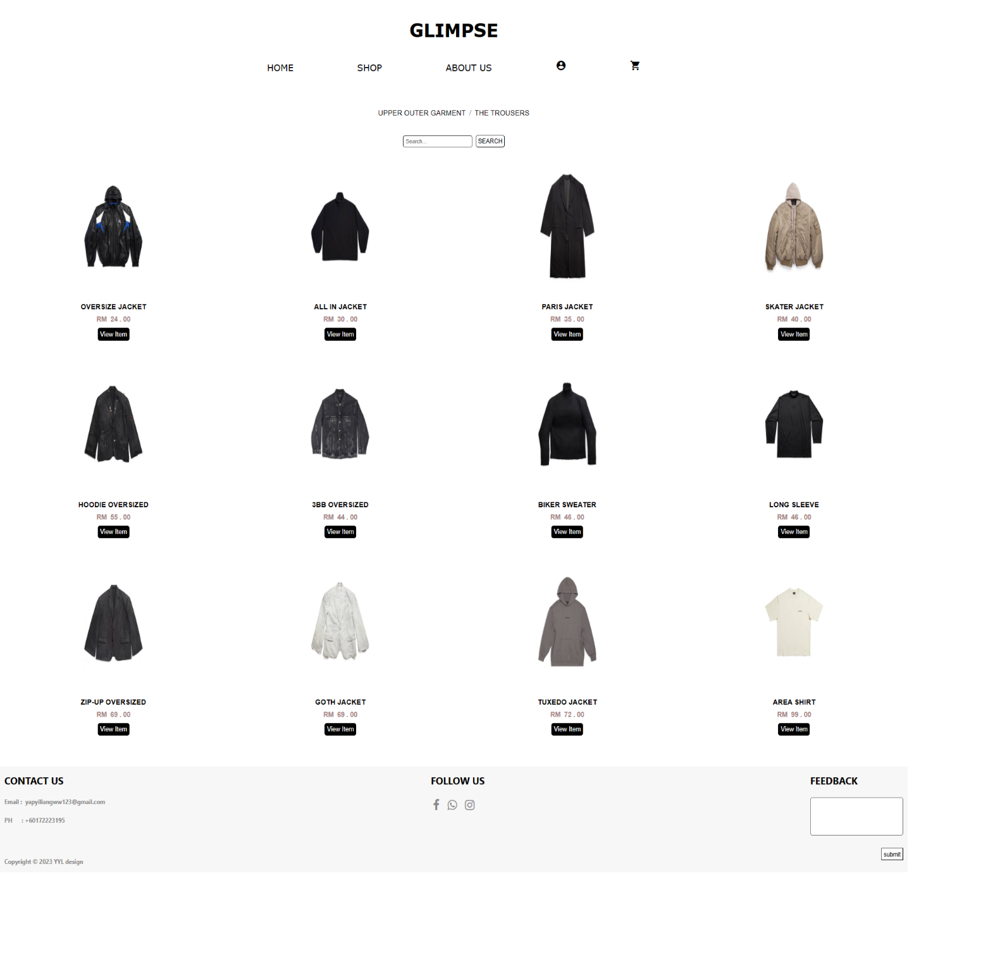 GLIMPSE
HOME SHOP ABOUT US
UPPER OUTER GARMENT / THE TROUSERS
Search... SEARCH
OVERSIZE JACKET ALL IN JACKET PARIS JACKET SKATER JACKET
RM 24 . 00 RM 30 . 00 RM 35 . 00 RM 40 . 00
View Item View Item View Item View Item
HOODIE OVERSIZED 3BB OVERSIZED BIKER SWEATER LONG SLEEVE
RM 55 . 00 RM 44 . 00 RM 46 . 00 RM 46 . 00
View Item View Item View Item View Item
ZIP-UP OVERSIZED GOTH JACKET TUXEDO JACKET AREA SHIRT
RM 69 . 00 RM 69 . 00 RM 72 . 00 RM 99 . 00
View Item View Item View Item View Item
CONTACT US FOLLOW US FEEDBACK
Email : yapyiliangww123@gmail.com
PH : +60172223195
submit
Copyright © 2023 YYL design